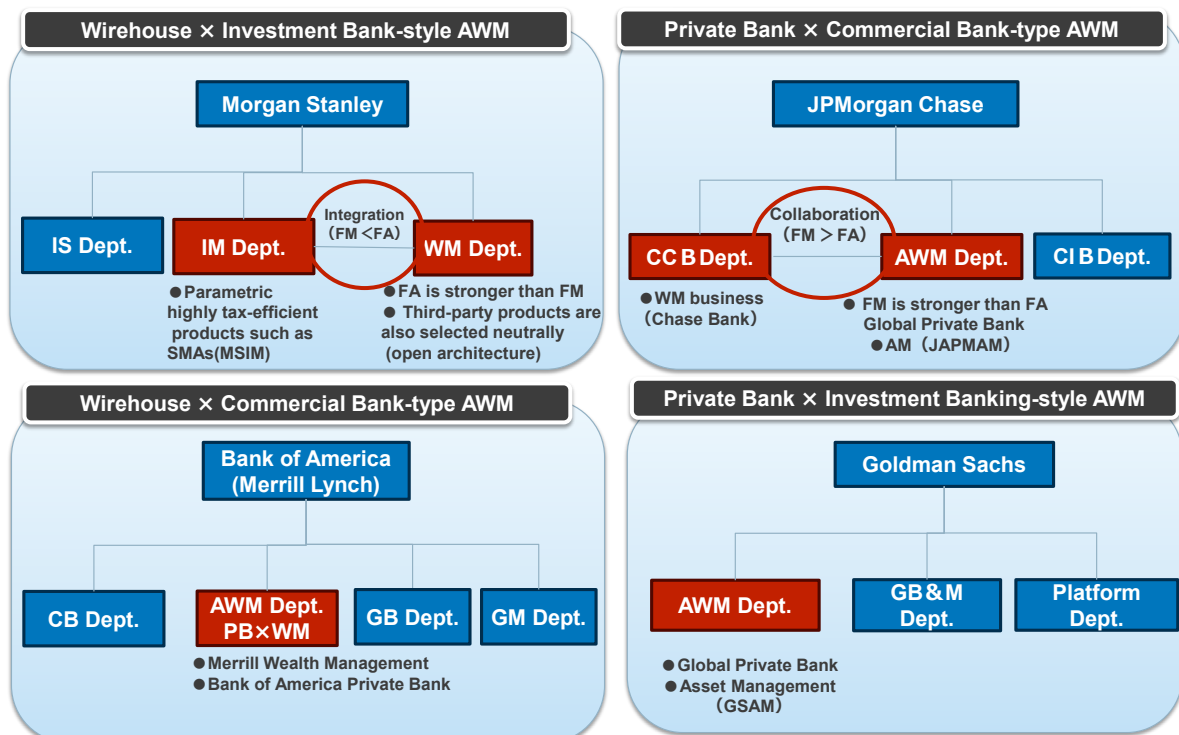 Wirehouse × Investment Bank-style AWM
Morgan Stanley
IS Dept.
IM Dept.
Integration
(FM<FA)
WM Dept.
●Parametric
highly tax-efficient
products such as
SMAs(MSIM)
●FA is stronger than FM
● Third-party products are
also selected neutrally
(open architecture)
Private Bank × Commercial Bank-type AWM
JPMorgan Chase
CCB Dept.
Collaboration
(FM＞FA)
AWM Dept.
CIB Dept.
●WM business
(Chase Bank)
●FM is stronger than FA
Global Private Bank
●AM（JAPMAM）
Wirehouse × Commercial Bank-type AWM
Bank of America
(Merrill Lynch)
CB Dept.
AWM Dept.
PB×WM
GB Dept.
GM Dept.
●Merrill Wealth Management
●Bank of America Private Bank
Private Bank × Investment Banking-style AWM
Goldman Sachs
AWM Dept.
GB&M
Dept.
Platform
Dept.
●Global Private Bank
●Asset Management
（GSAM）